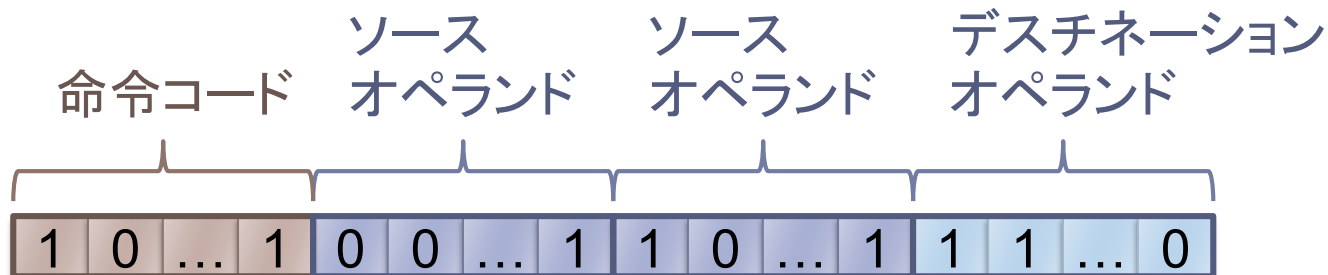 命令コード
ソース
オペランド
ソース
オペランド
デスチネーション
オペランド
1 0 … 1 0 0 … 1 1 0 … 1 1 1 … 0